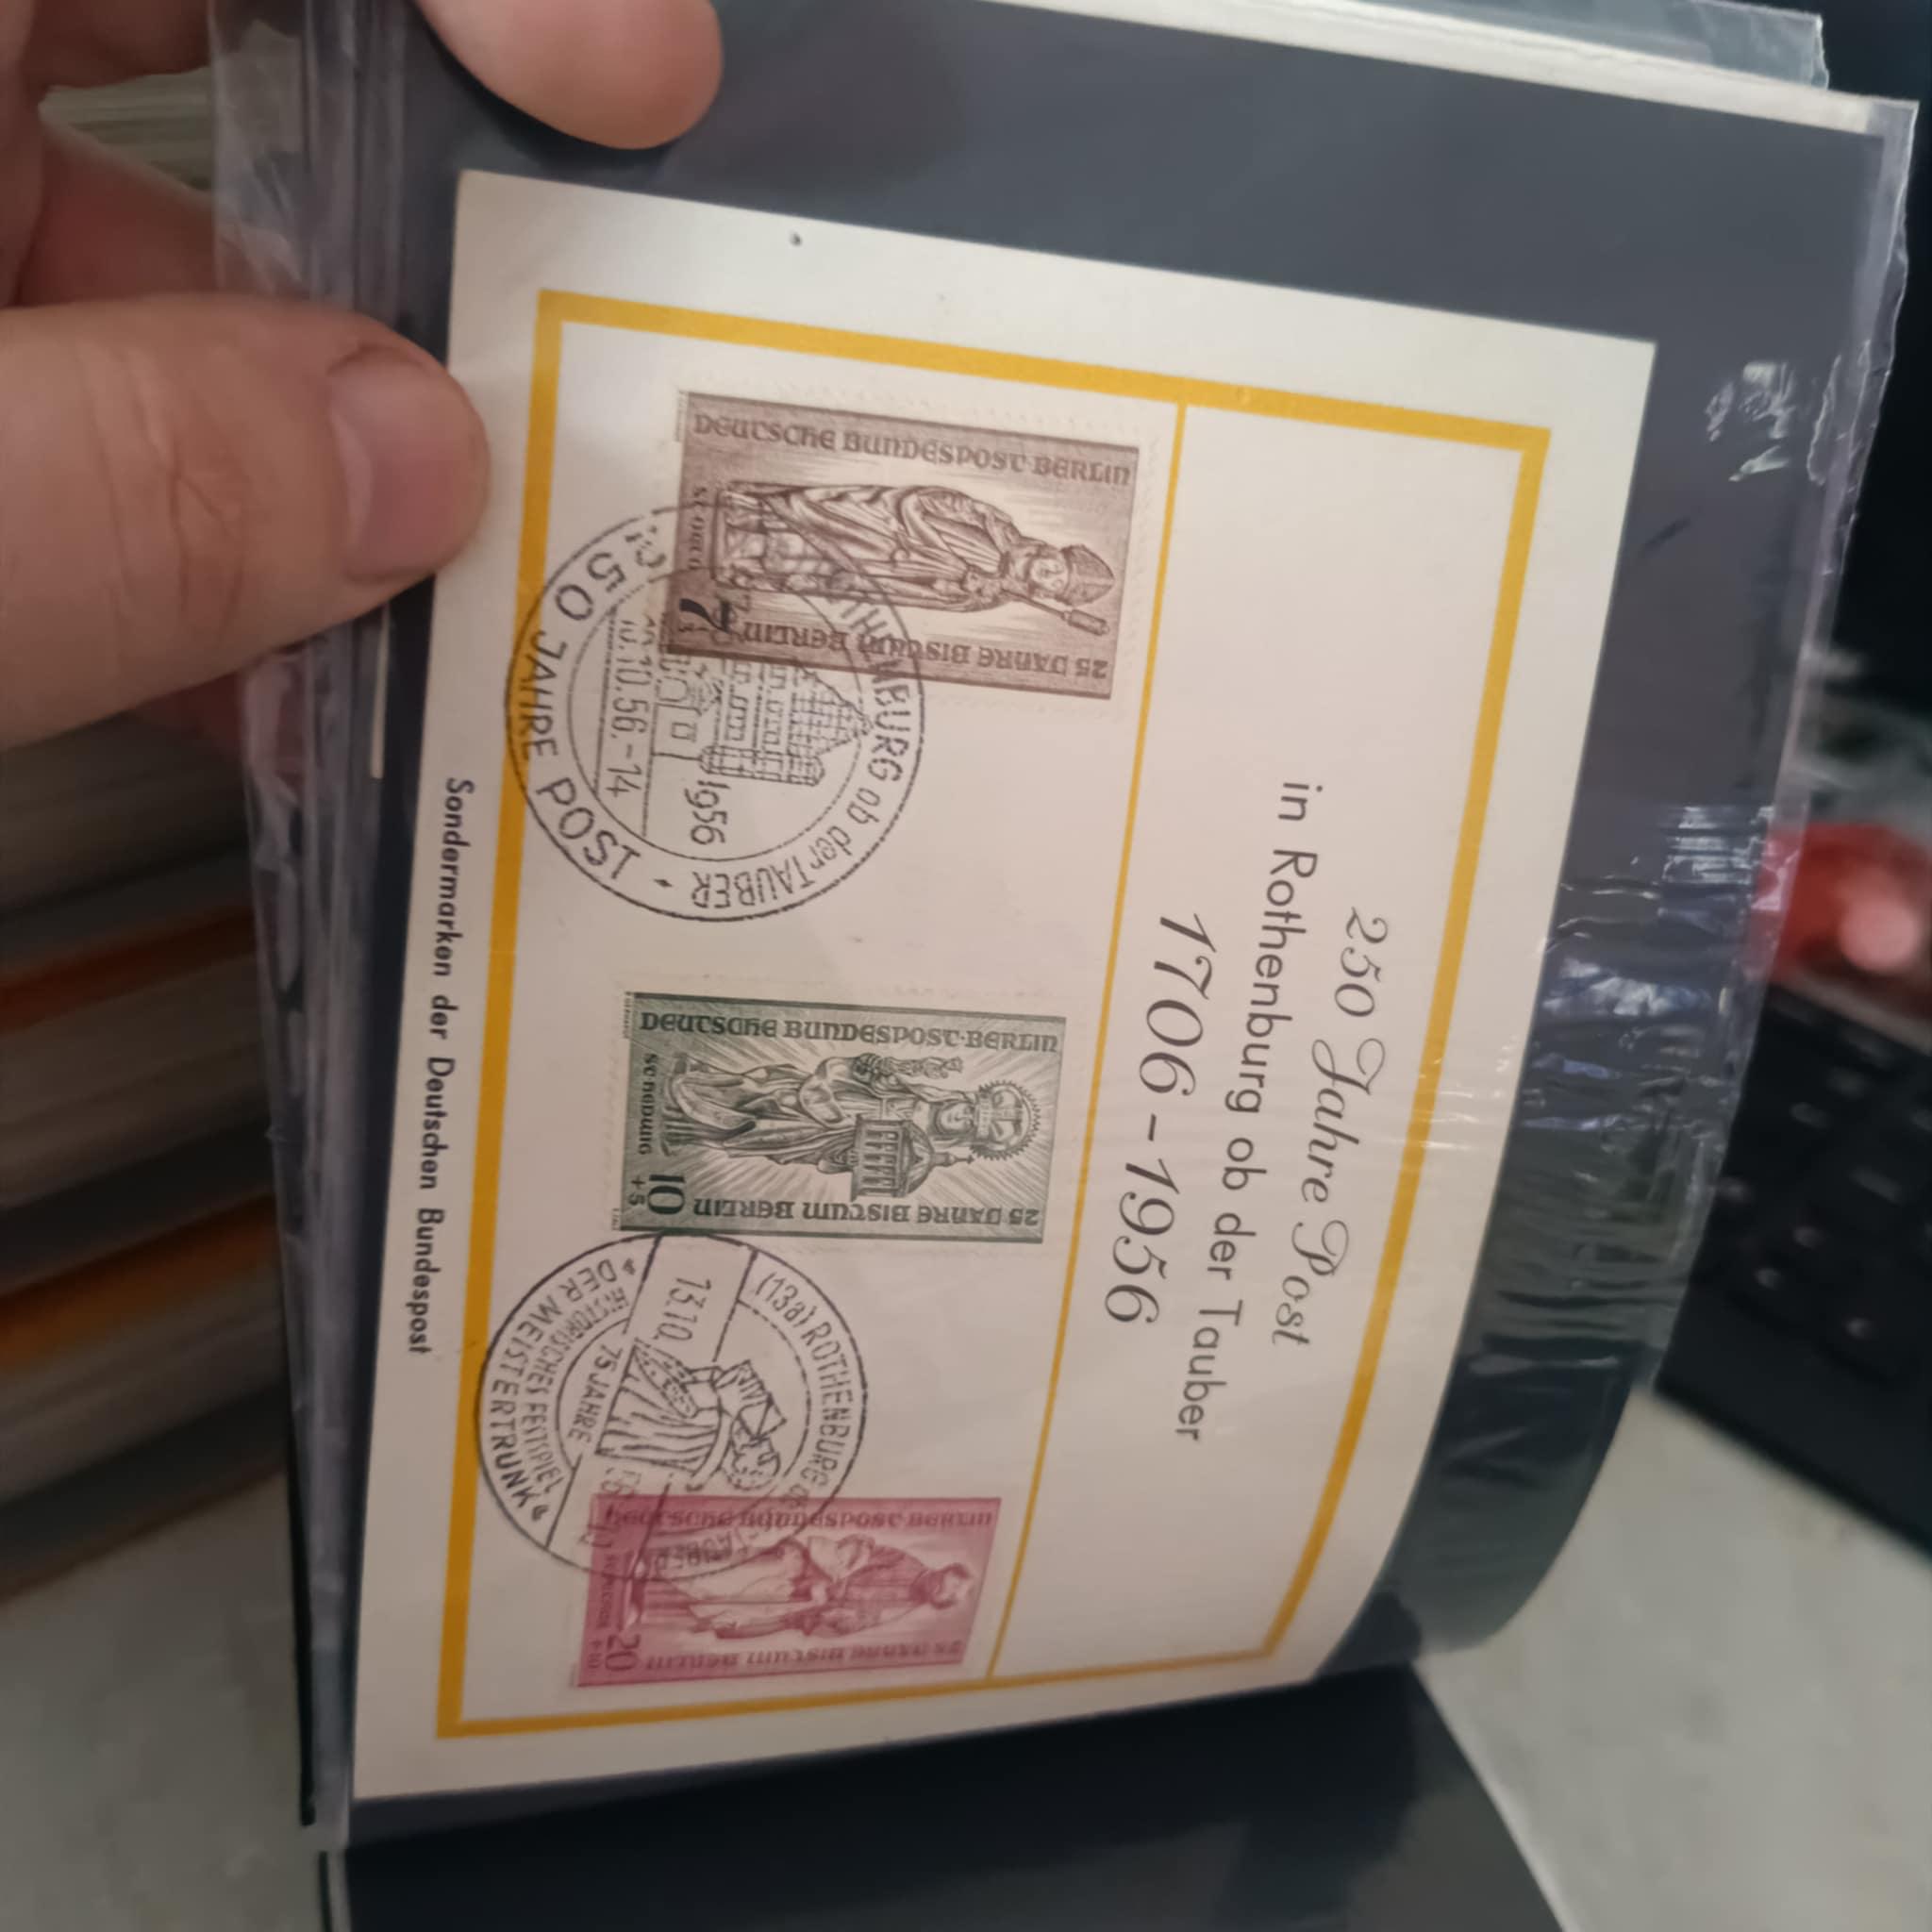 250 Jahre Post
in Rothenburg ob der Tauber
1706-1956
DEUTSCHE BUNDESPOST BERLIN
25 JAHRE BISTUM BERLIN
ST. OTTO
7
DEUTSCHE BUNDESPOST·BERLIN
25 JAHRE BISTUM BERLIN
ST. HEDWIG
10
+5
DEUTSCHE BUNDESPOST BERLIN
25 JAHRE BISTUM BERLIN
20
+10
ROTHENBURG ob der TAUBER
1956
10.56.-14
250 JAHRE POST
(13a) ROTHENBURG
13.10.
75 JAHRE
HISTORISCHES FESTSPIEL
DER MEISTERTRUNK
Sondermarken der Deutschen Bundespost